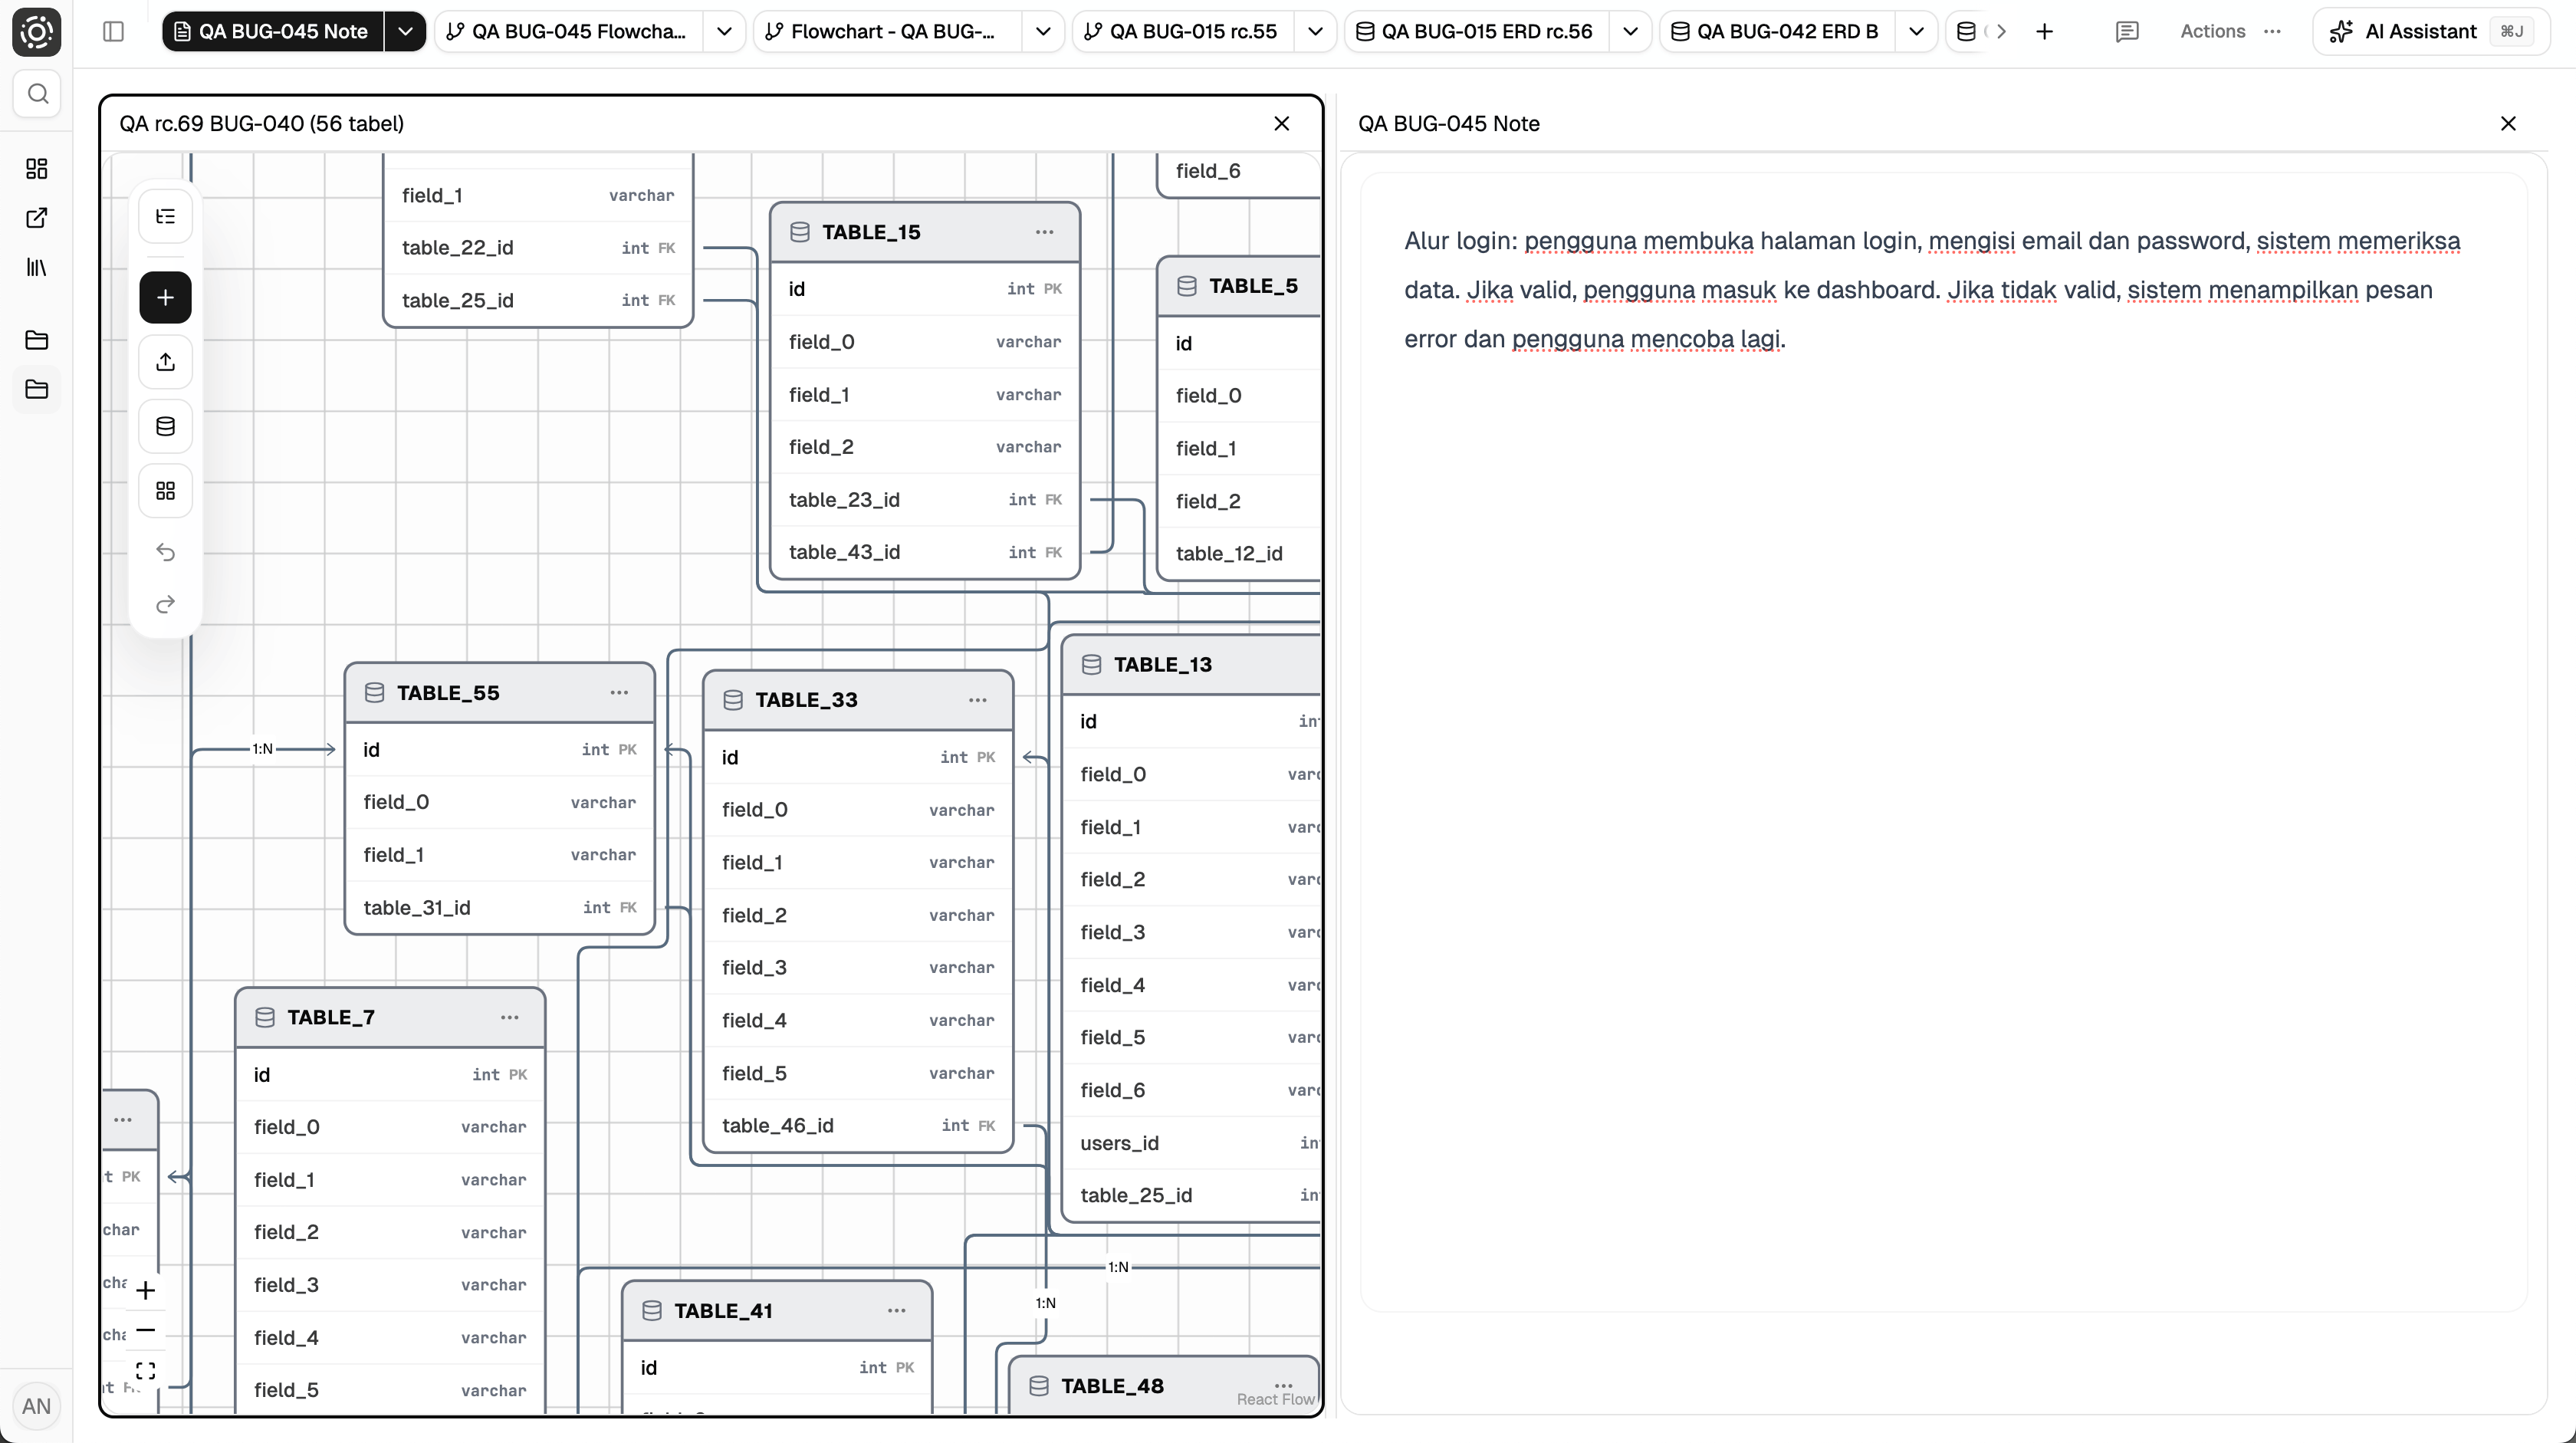 QA BUG-045 Note
QA BUG-045 Flowcha...
Flowchart - QA BUG-...
QA BUG-015 rc.55
QA BUG-015 ERD rc.56
QA BUG-042 ERD B
Actions
AI Assistant
⌘J
QA rc.69 BUG-040 (56 tabel)
field_1 varchar
table_22_id int FK
table_25_id int FK
TABLE_15
id int PK
field_0 varchar
field_1 varchar
field_2 varchar
table_23_id int FK
table_43_id int FK
field_6
TABLE_5
id
field_0
field_1
field_2
table_12_id
1:N
TABLE_55
id int PK
field_0 varchar
field_1 varchar
table_31_id int FK
TABLE_33
id int PK
field_0 varchar
field_1 varchar
field_2 varchar
field_3 varchar
field_4 varchar
field_5 varchar
table_46_id int FK
TABLE_13
id
field_0
field_1
field_2
field_3
field_4
field_5
field_6
users_id
table_25_id
PK
TABLE_7
id int PK
field_0 varchar
field_1 varchar
field_2 varchar
field_3 varchar
field_4 varchar
field_5 varchar
1:N
1:N
TABLE_41
id int PK
TABLE_48
React Flow
AN
QA BUG-045 Note
Alur login: pengguna membuka halaman login, mengisi email dan password, sistem memeriksa
data. Jika valid, pengguna masuk ke dashboard. Jika tidak valid, sistem menampilkan pesan
error dan pengguna mencoba lagi.